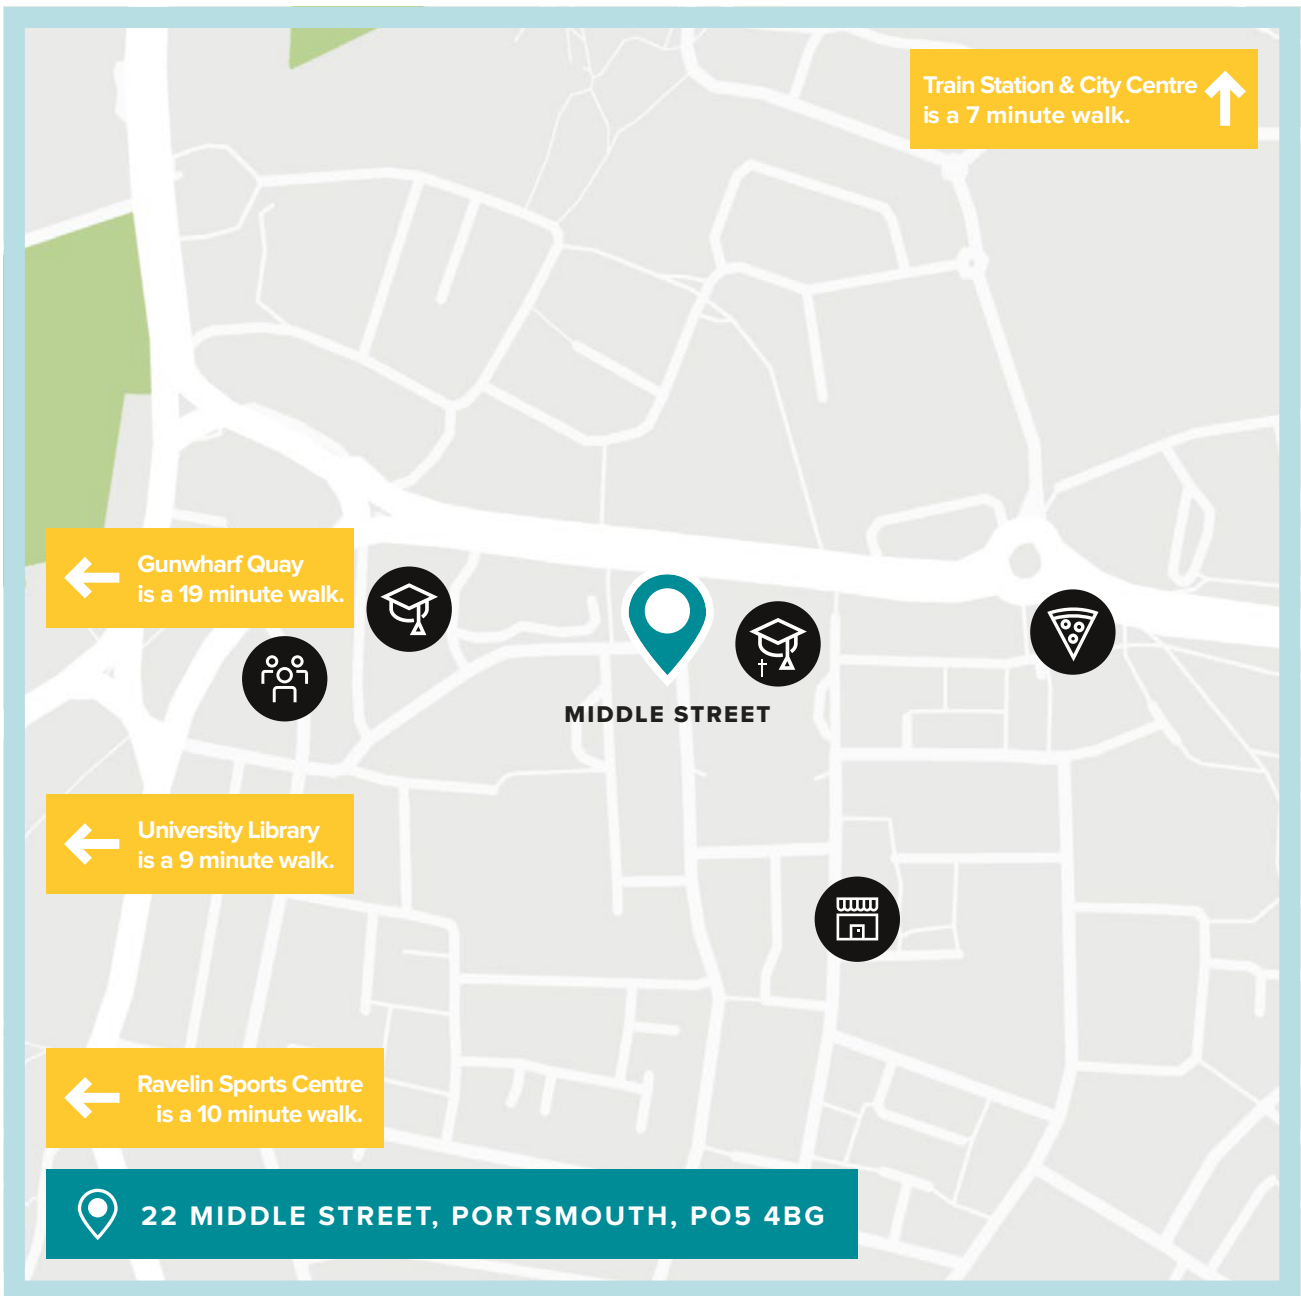 Train Station & City Centre
is a 7 minute walk.
Gunwharf Quay
is a 19 minute walk.
MIDDLE STREET
University Library
is a 9 minute walk.
Ravelin Sports Centre
is a 10 minute walk.
22 MIDDLE STREET, PORTSMOUTH, PO5 4BG